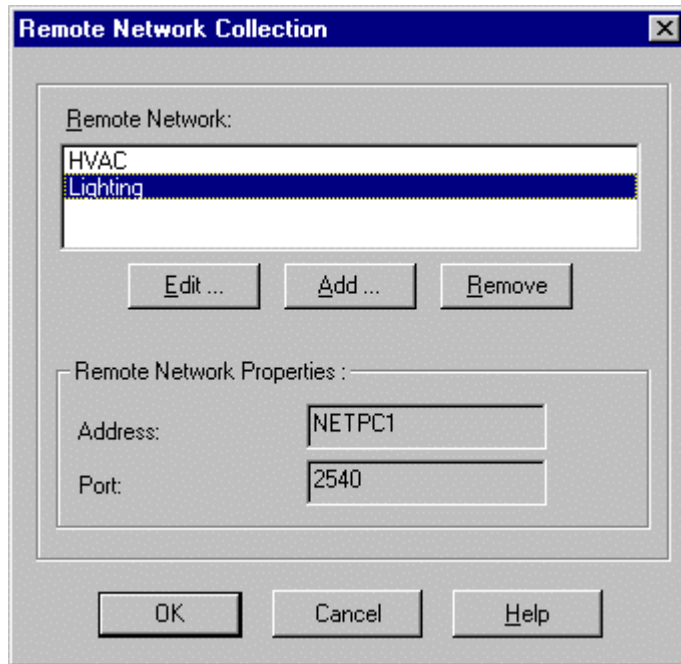 Remote Network Collection
Remote Network:
HVAC
Lighting
Edit ... Add ... Remove
Remote Network Properties :
Address: NETPC1
Port: 2540
OK Cancel Help